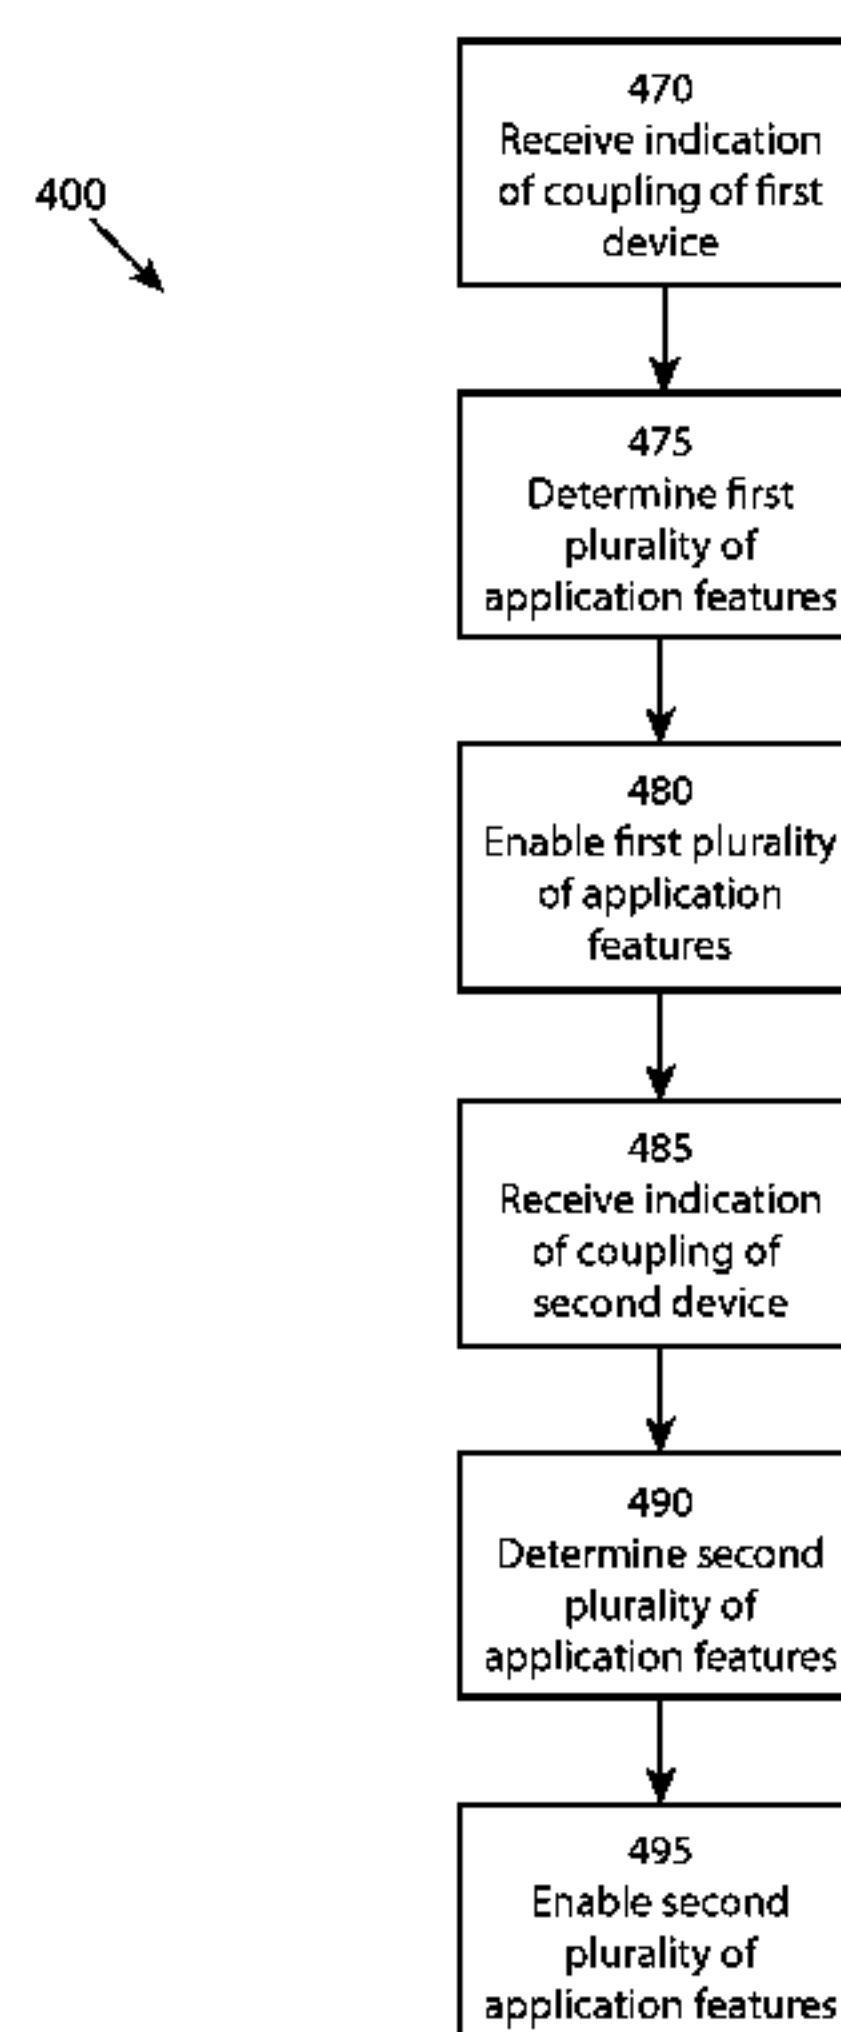 470
Receive indication
of coupling of first
device
400
475
Determine first
plurality of
application features
480
Enable first plurality
of application
features
485
Receive indication
of coupling of
second device
490
Determine second
plurality of
application features
495
Enable second
plurality of
application features